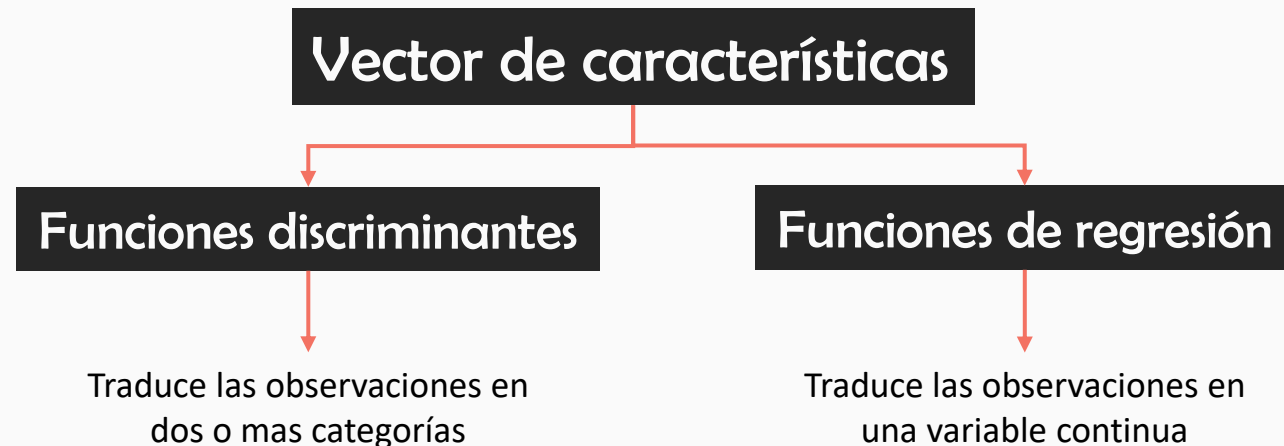 Vector de características
Funciones discriminantes
Funciones de regresión
Traduce las observaciones en
dos o mas categorías
Traduce las observaciones en
una variable continua